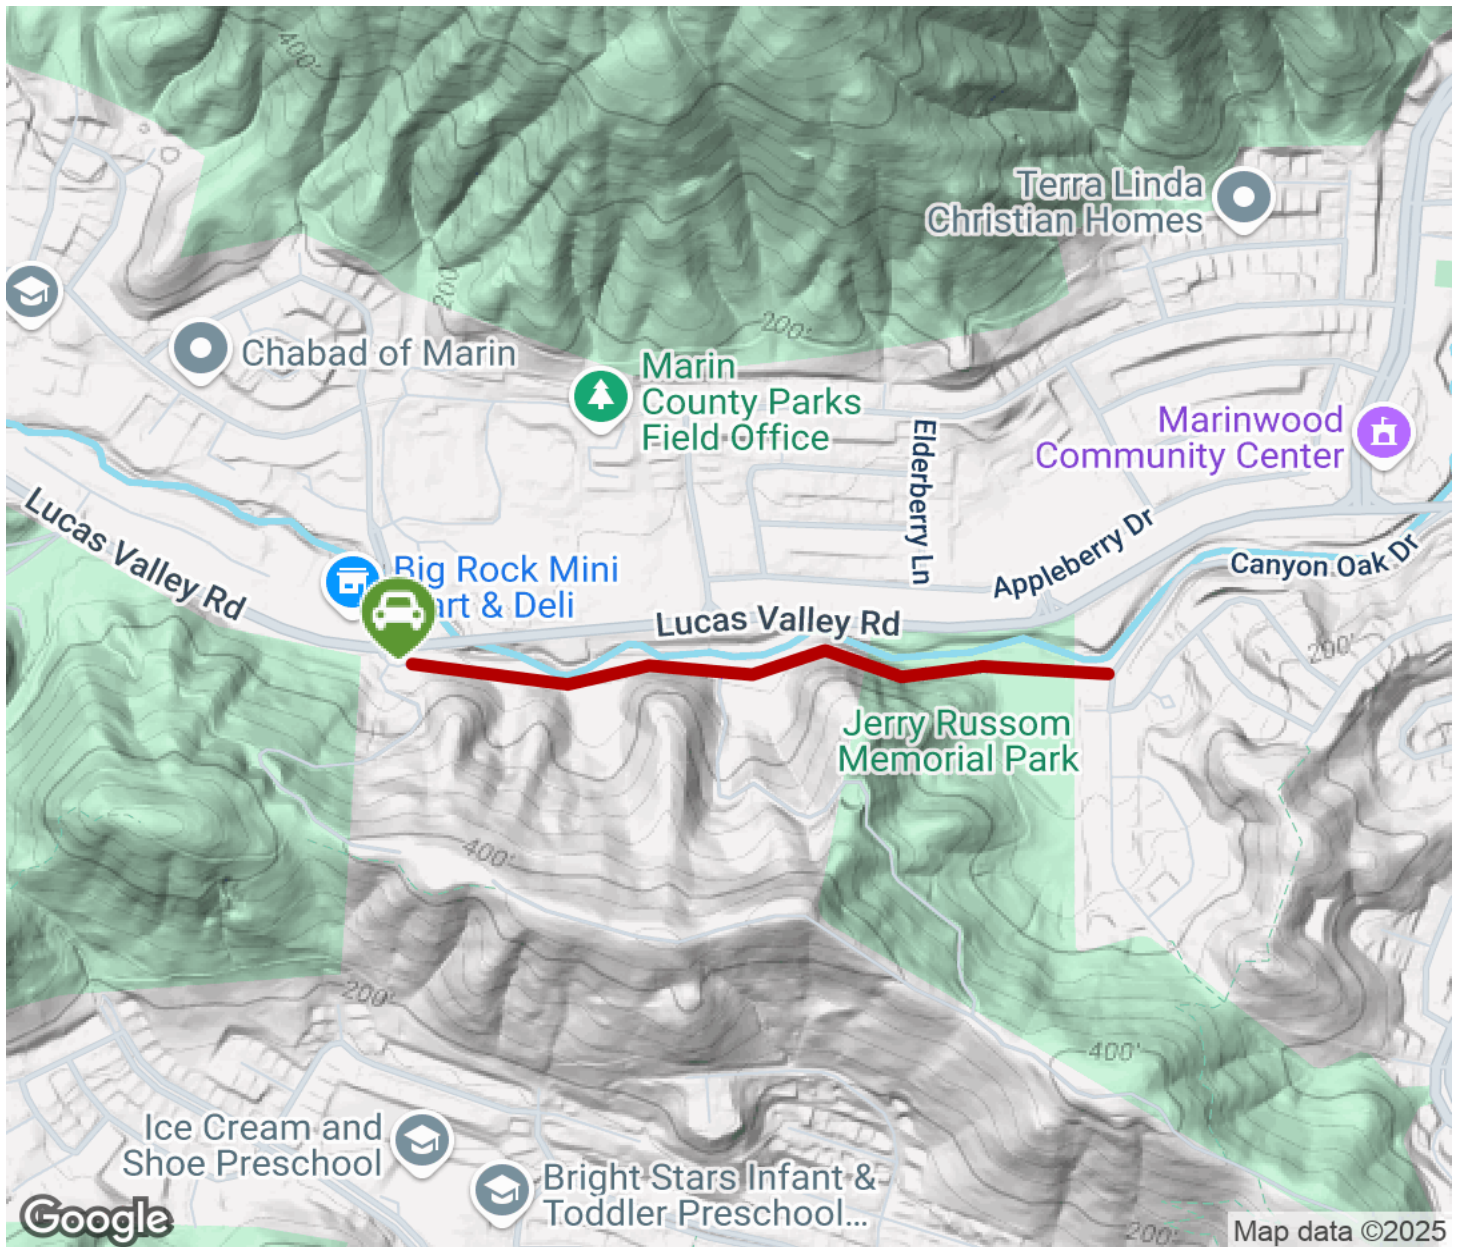 400'
Terra Linda
Christian Homes
200'
200'
Chabad of Marin
Marin
County Parks
Field Office
Marinwood
Community Center
Elderberry Ln
Lucas Valley Rd
Appleberry Dr
Canyon Oak Dr
Big Rock Mini
art & Deli
Lucas Valley Rd
200'
Jerry Russom
Memorial Park
400'
200'
400'
Ice Cream and
Shoe Preschool
Bright Stars Infant &
Toddler Preschool...
Google
200'
Map data ©2025